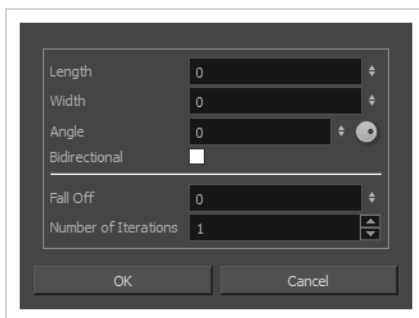 Length 0
Width 0
Angle 0
Bidirectional
Fall Off 0
Number of Iterations 1
OK Cancel